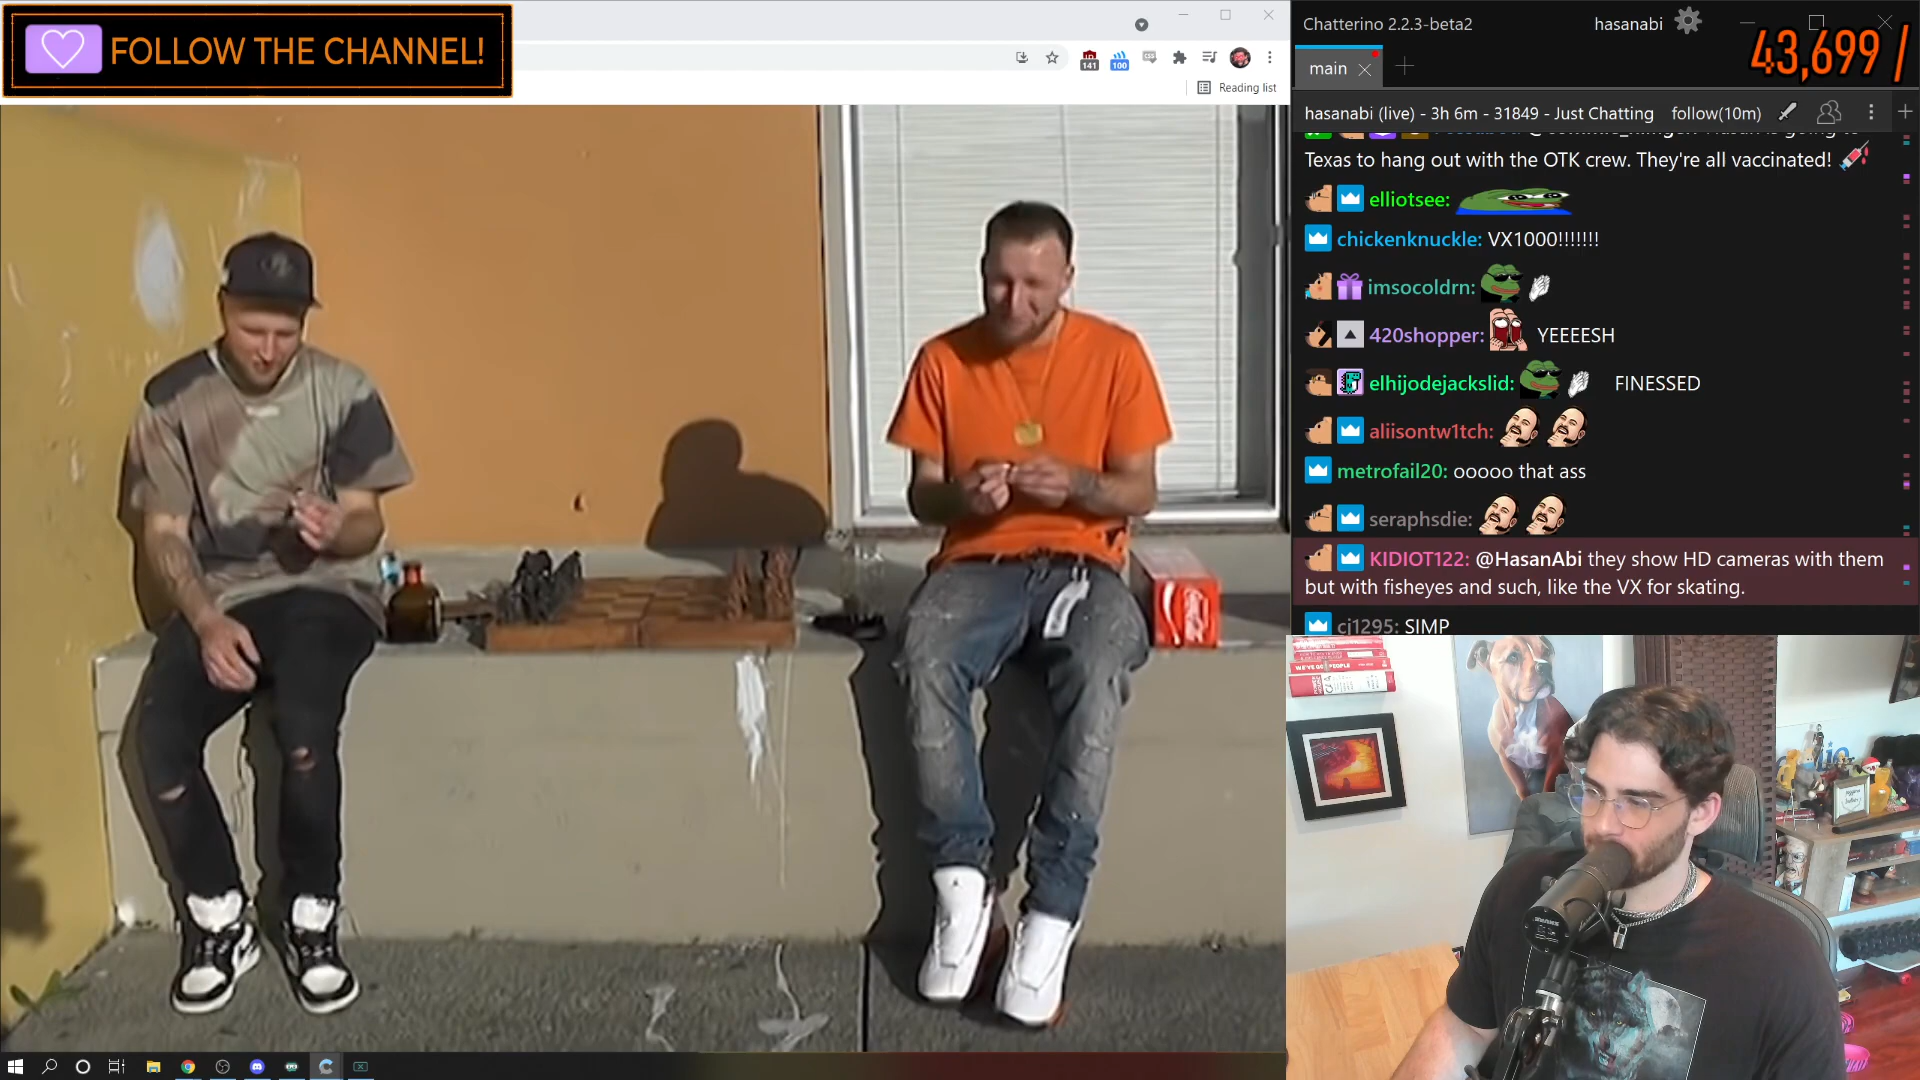 FOLLOW THE CHANNEL!
141
100
Reading list
Chatterino 2.2.3-beta2
hasanabi
43,699 /
main
hasanabi (live) - 3h 6m - 31849 - Just Chatting
follow(10m)
Texas to hang out with the OTK crew. They're all vaccinated!
elliotsee:
chickenknuckle: VX1000!!!!!!!
imsocoldrn:
420shopper: YEEEESH
elhijodejackslid: FINESSED
aliisontw1tch:
metrofail20: ooooo that ass
seraphsdie:
KIDIOT122: @HasanAbi they show HD cameras with them
but with fisheyes and such, like the VX for skating.
cj1295: SIMP